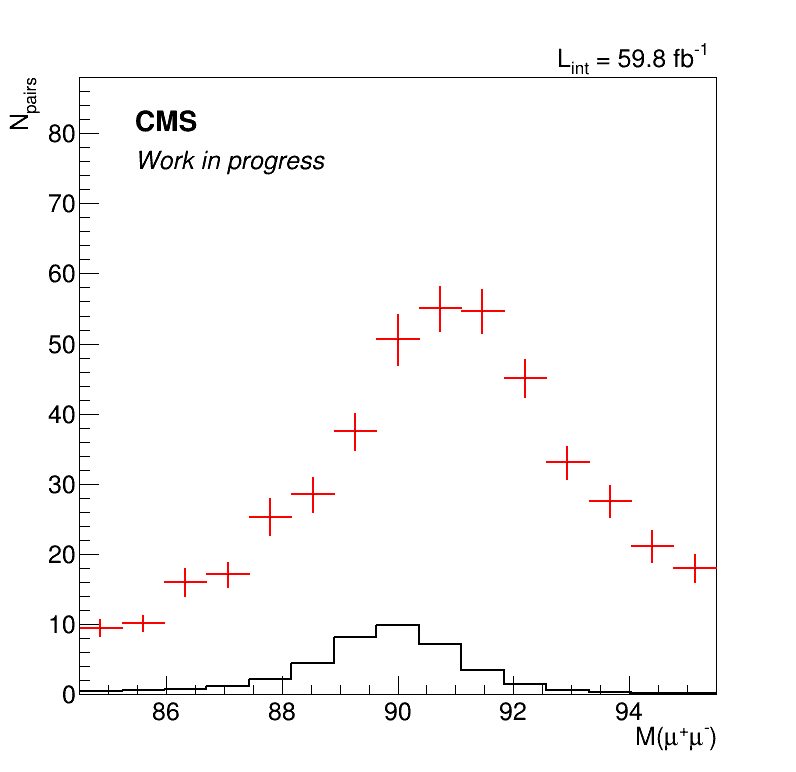 L_int = 59.8 fb^-1
N_pairs
CMS
Work in progress
80
70
60
50
40
30
20
10
0
86 88 90 92 94
M(μ⁺μ⁻)